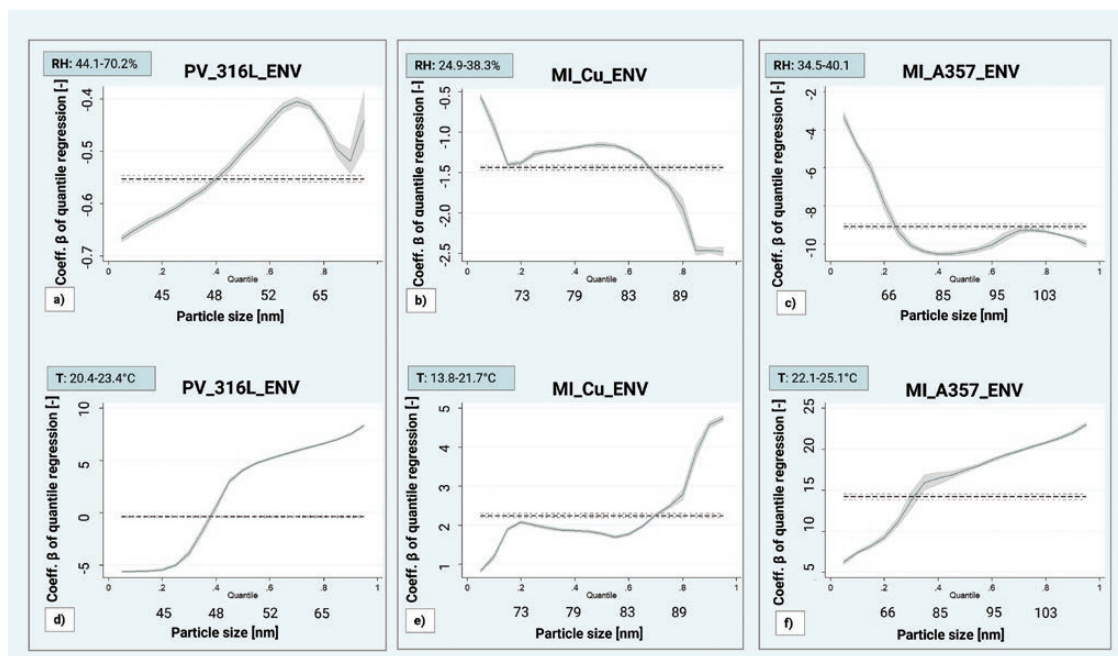 RH: 44.1-70.2%
PV_316L_ENV
Coeff. β of quantile regression [-]
-0.4
-0.5
-0.6
-0.7
0 .2 .4 .6 .8 1
Quantile
45 48 52 65
a)
Particle size [nm]
RH: 24.9-38.3%
MI_Cu_ENV
Coeff. β of quantile regression [-]
-0.5
-1.0
-1.5
-2.0
-2.5
0 .2 .4 .6 .8 1
Quantile
73 79 83 89
b)
Particle size [nm]
RH: 34.5-40.1
MI_A357_ENV
Coeff. β of quantile regression [-]
-2
-4
-6
-8
-10
0 .2 .4 .6 .8 1
Quantile
66 85 95 103
c)
Particle size [nm]
T: 20.4-23.4°C
PV_316L_ENV
Coeff. β of quantile regression [-]
10
5
0
-5
0 .2 .4 .6 .8 1
Quantile
45 48 52 65
d)
Particle size [nm]
T: 13.8-21.7°C
MI_Cu_ENV
Coeff. β of quantile regression [-]
5
4
3
2
1
0 .2 .4 .6 .8 1
Quantile
73 79 83 89
e)
Particle size [nm]
T: 22.1-25.1°C
MI_A357_ENV
Coeff. β of quantile regression [-]
25
20
15
10
5
0 .2 .4 .6 .8 1
Quantile
66 85 95 103
f)
Particle size [nm]